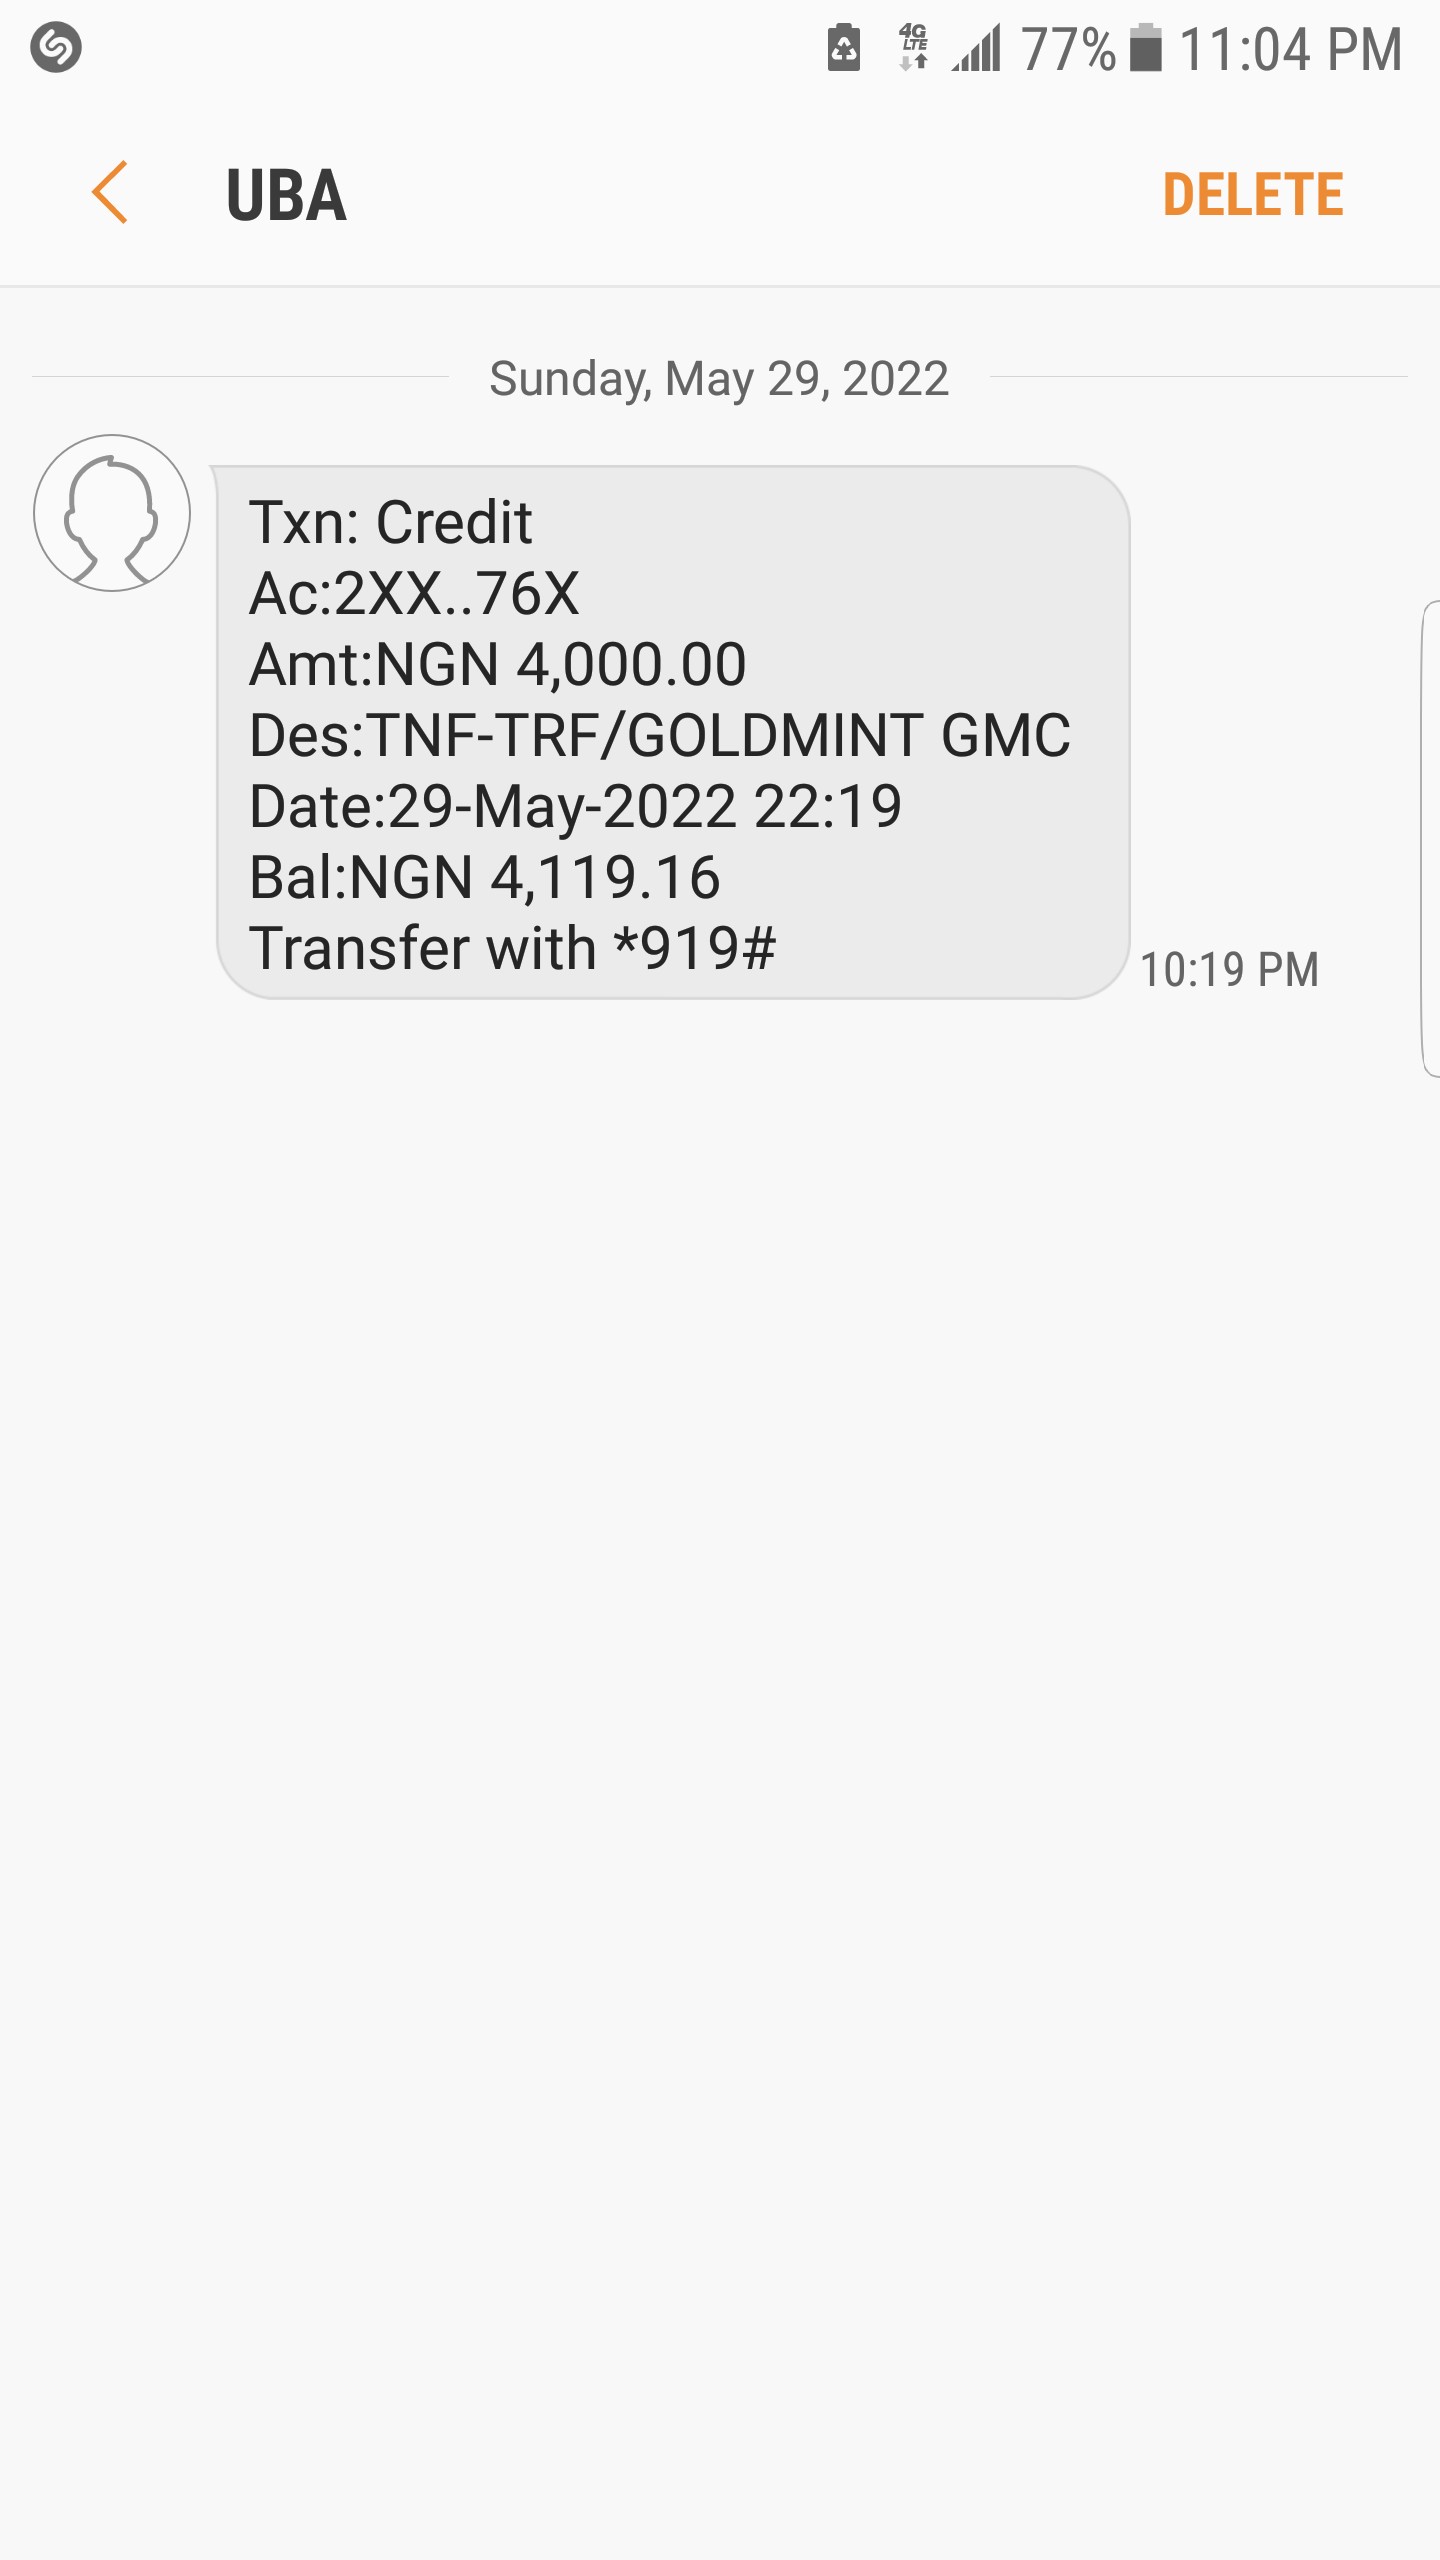 4G LTE 77% 11:04 PM
UBA DELETE
Sunday, May 29, 2022
Txn: Credit
Ac:2XX..76X
Amt:NGN 4,000.00
Des:TNF-TRF/GOLDMINT GMC
Date:29-May-2022 22:19
Bal:NGN 4,119.16
Transfer with *919#
10:19 PM